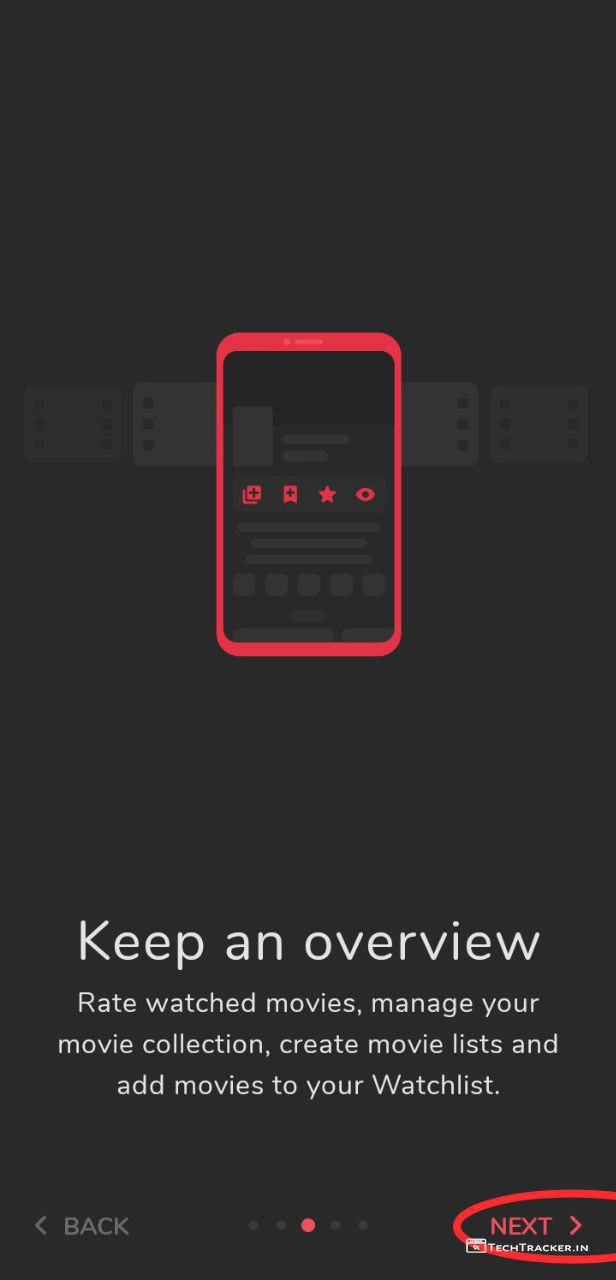 Keep an overview
Rate watched movies, manage your
movie collection, create movie lists and
add movies to your Watchlist.
BACK
NEXT
TECHTRACKER.IN